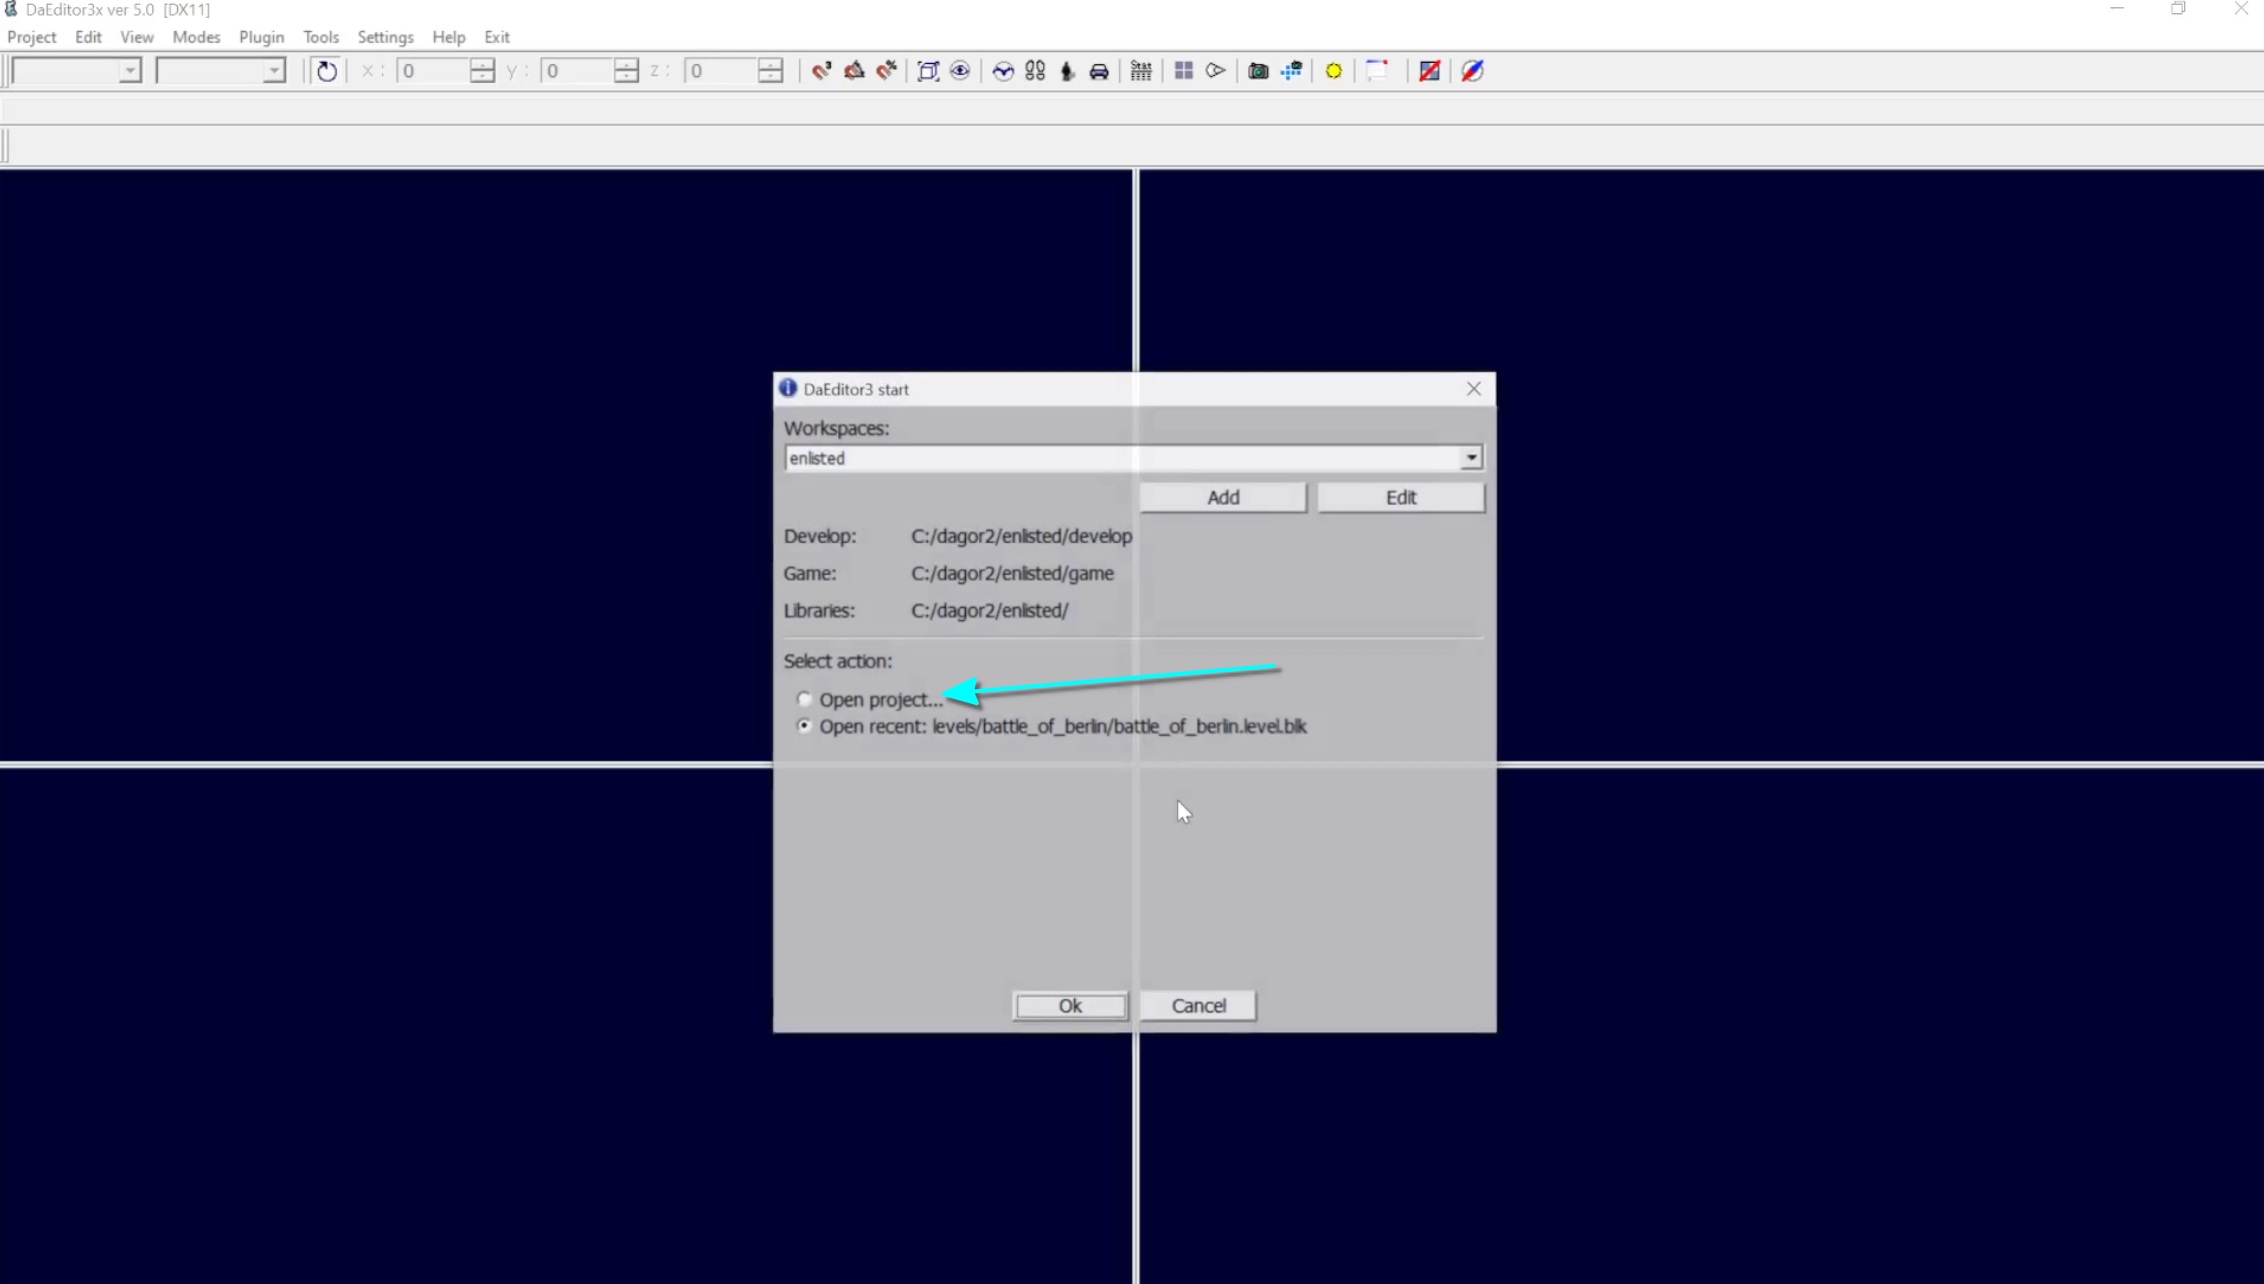 DaEditor3x ver 5.0 [DX11]
Project Edit View Modes Plugin Tools Settings Help Exit
x: 0 y: 0 z: 0 Stat
DaEditor3 start
Workspaces:
enlisted
Add Edit
Develop: C:/dagor2/enlisted/develop
Game: C:/dagor2/enlisted/game
Libraries: C:/dagor2/enlisted/
Select action:
Open project...
Open recent: levels/battle_of_berlin/battle_of_berlin.level.blk
Ok Cancel